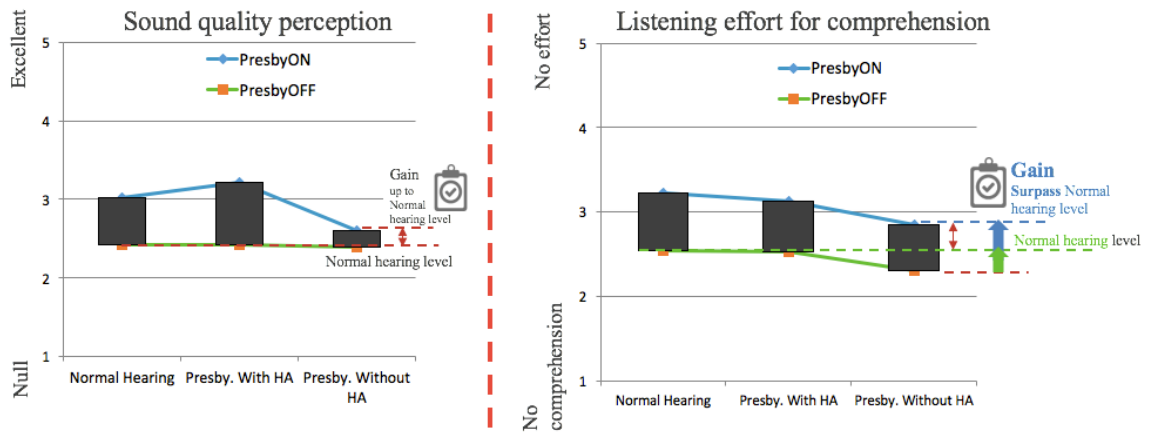 Sound quality perception
Excellent
5
4
3
2
1
Null
PresbyON
PresbyOFF
Gain
up to
Normal
hearing level
Normal hearing level
Normal Hearing
Presby. With HA
Presby. Without
HA
Listening effort for comprehension
No effort
5
4
3
2
1
No
comprehension
PresbyON
PresbyOFF
Gain
Surpass Normal
hearing level
Normal hearing level
Normal Hearing
Presby. With HA
Presby. Without HA